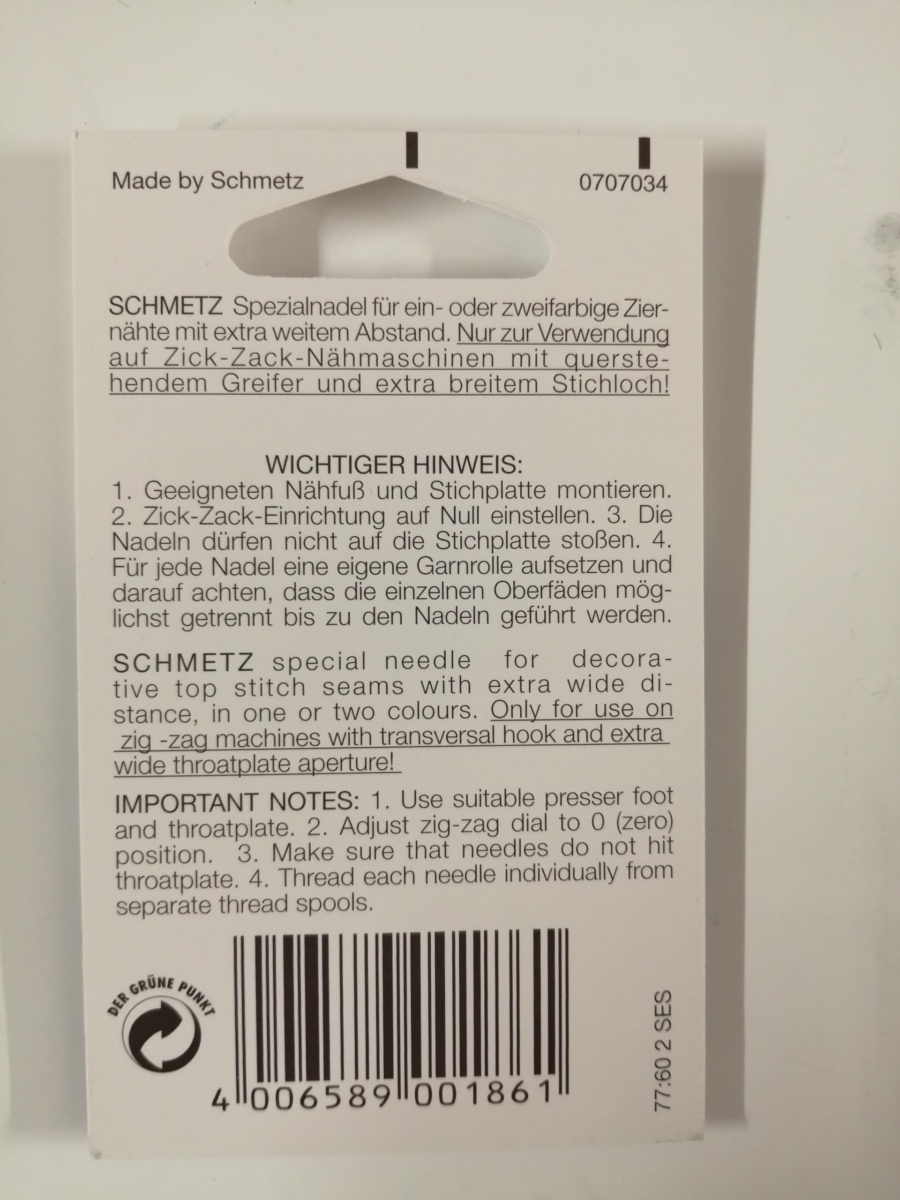 Made by Schmetz
0707034
SCHMETZ Spezialnadel für ein- oder zweifarbige Zier-
nähte mit extra weitem Abstand. Nur zur Verwendung
auf Zick-Zack-Nähmaschinen mit querste-
hendem Greifer und extra breitem Stichloch!
WICHTIGER HINWEIS:
1. Geeigneten Nähfuß und Stichplatte montieren.
2. Zick-Zack-Einrichtung auf Null einstellen. 3. Die
Nadeln dürfen nicht auf die Stichplatte stoßen. 4.
Für jede Nadel eine eigene Garnrolle aufsetzen und
darauf achten, dass die einzelnen Oberfäden mög-
lichst getrennt bis zu den Nadeln geführt werden.
SCHMETZ special needle for decora-
tive top stitch seams with extra wide di-
stance, in one or two colours. Only for use on
zig -zag machines with transversal hook and extra
wide throatplate aperture!
IMPORTANT NOTES: 1. Use suitable presser foot
and throatplate. 2. Adjust zig-zag dial to 0 (zero)
position. 3. Make sure that needles do not hit
throatplate. 4. Thread each needle individually from
separate thread spools.
DER GRÜNE PUNKT
4 006589 001861
77:60 2 SES